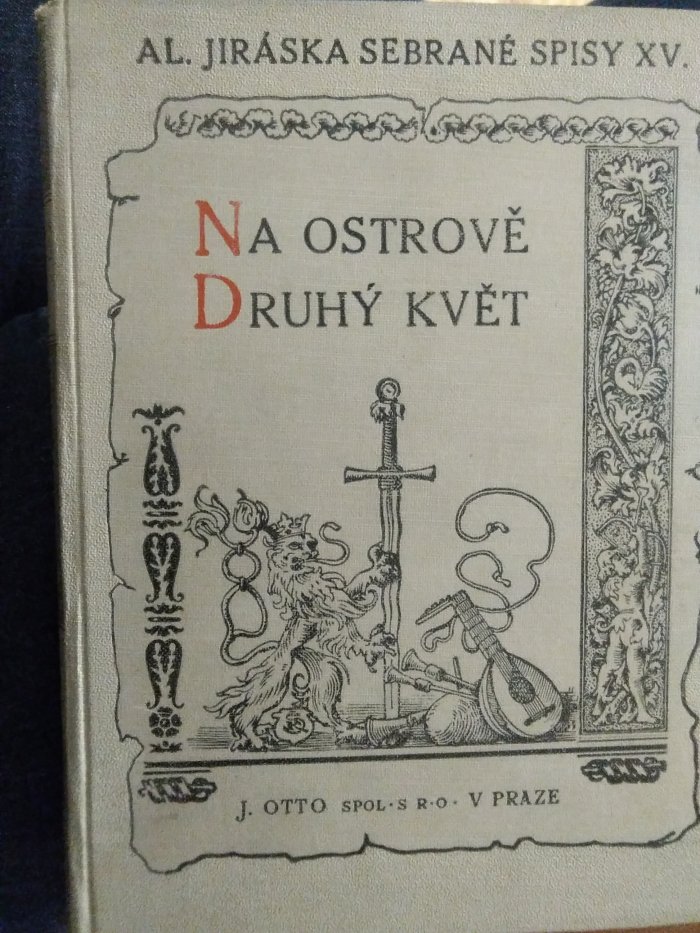 AL. JIRÁSKA SEBRANÉ SPISY XV.
NA OSTROVĚ
DRUHÝ KVĚT
J. OTTO SPOL·S R·O· V PRAZE